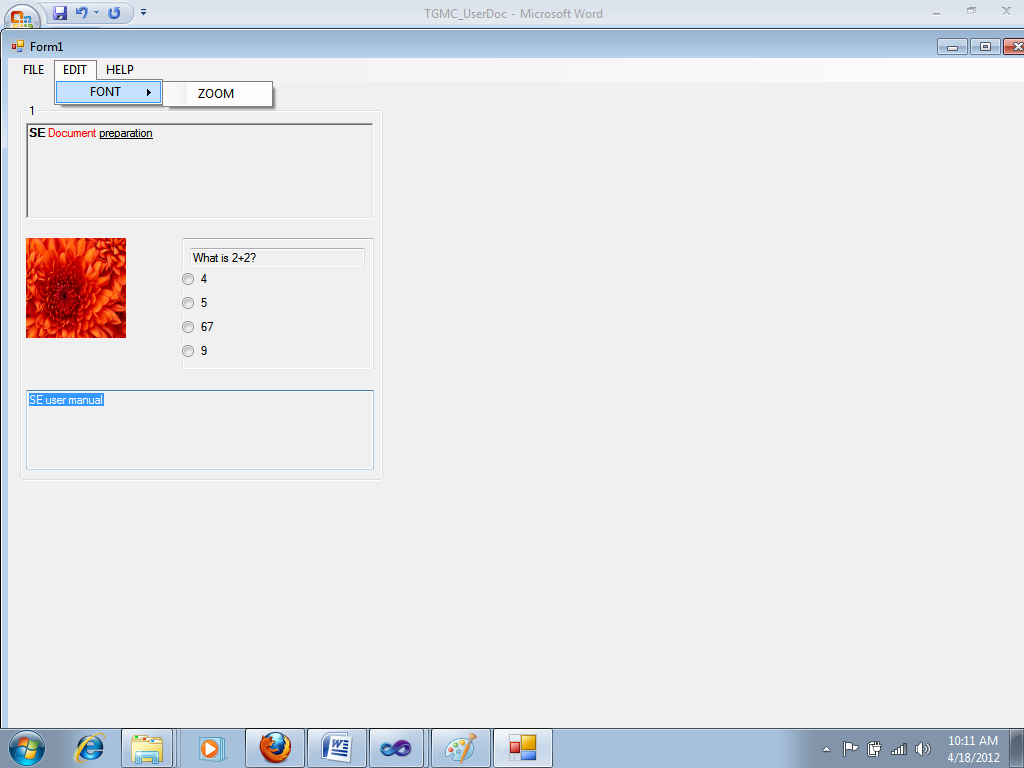 TGMC_UserDoc - Microsoft Word
Form1
FILE EDIT HELP
FONT ZOOM
1
SE Document preparation
What is 2+2?
4
5
67
9
SE user manual
10:11 AM
4/18/2012